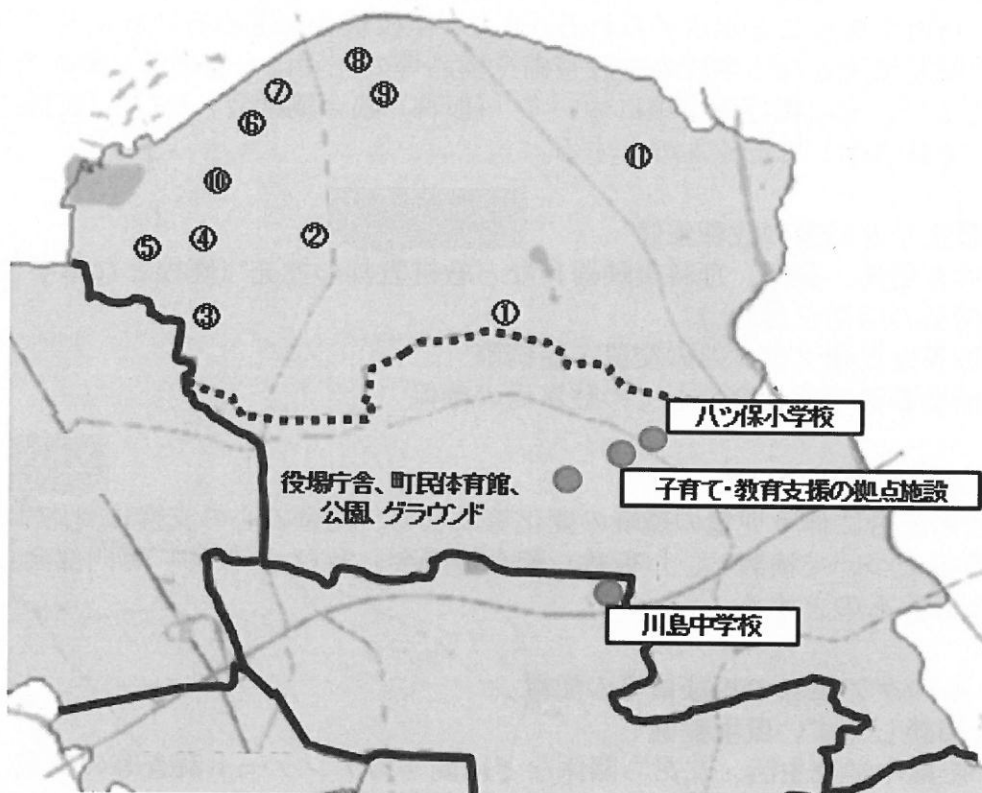 ⑧
⑦
⑨
⑥
⑪
⑩
②
④
⑤
①
③
八ツ保小学校
子育て・教育支援の拠点施設
役場庁舎、町民体育館、
公園、グラウンド
川島中学校